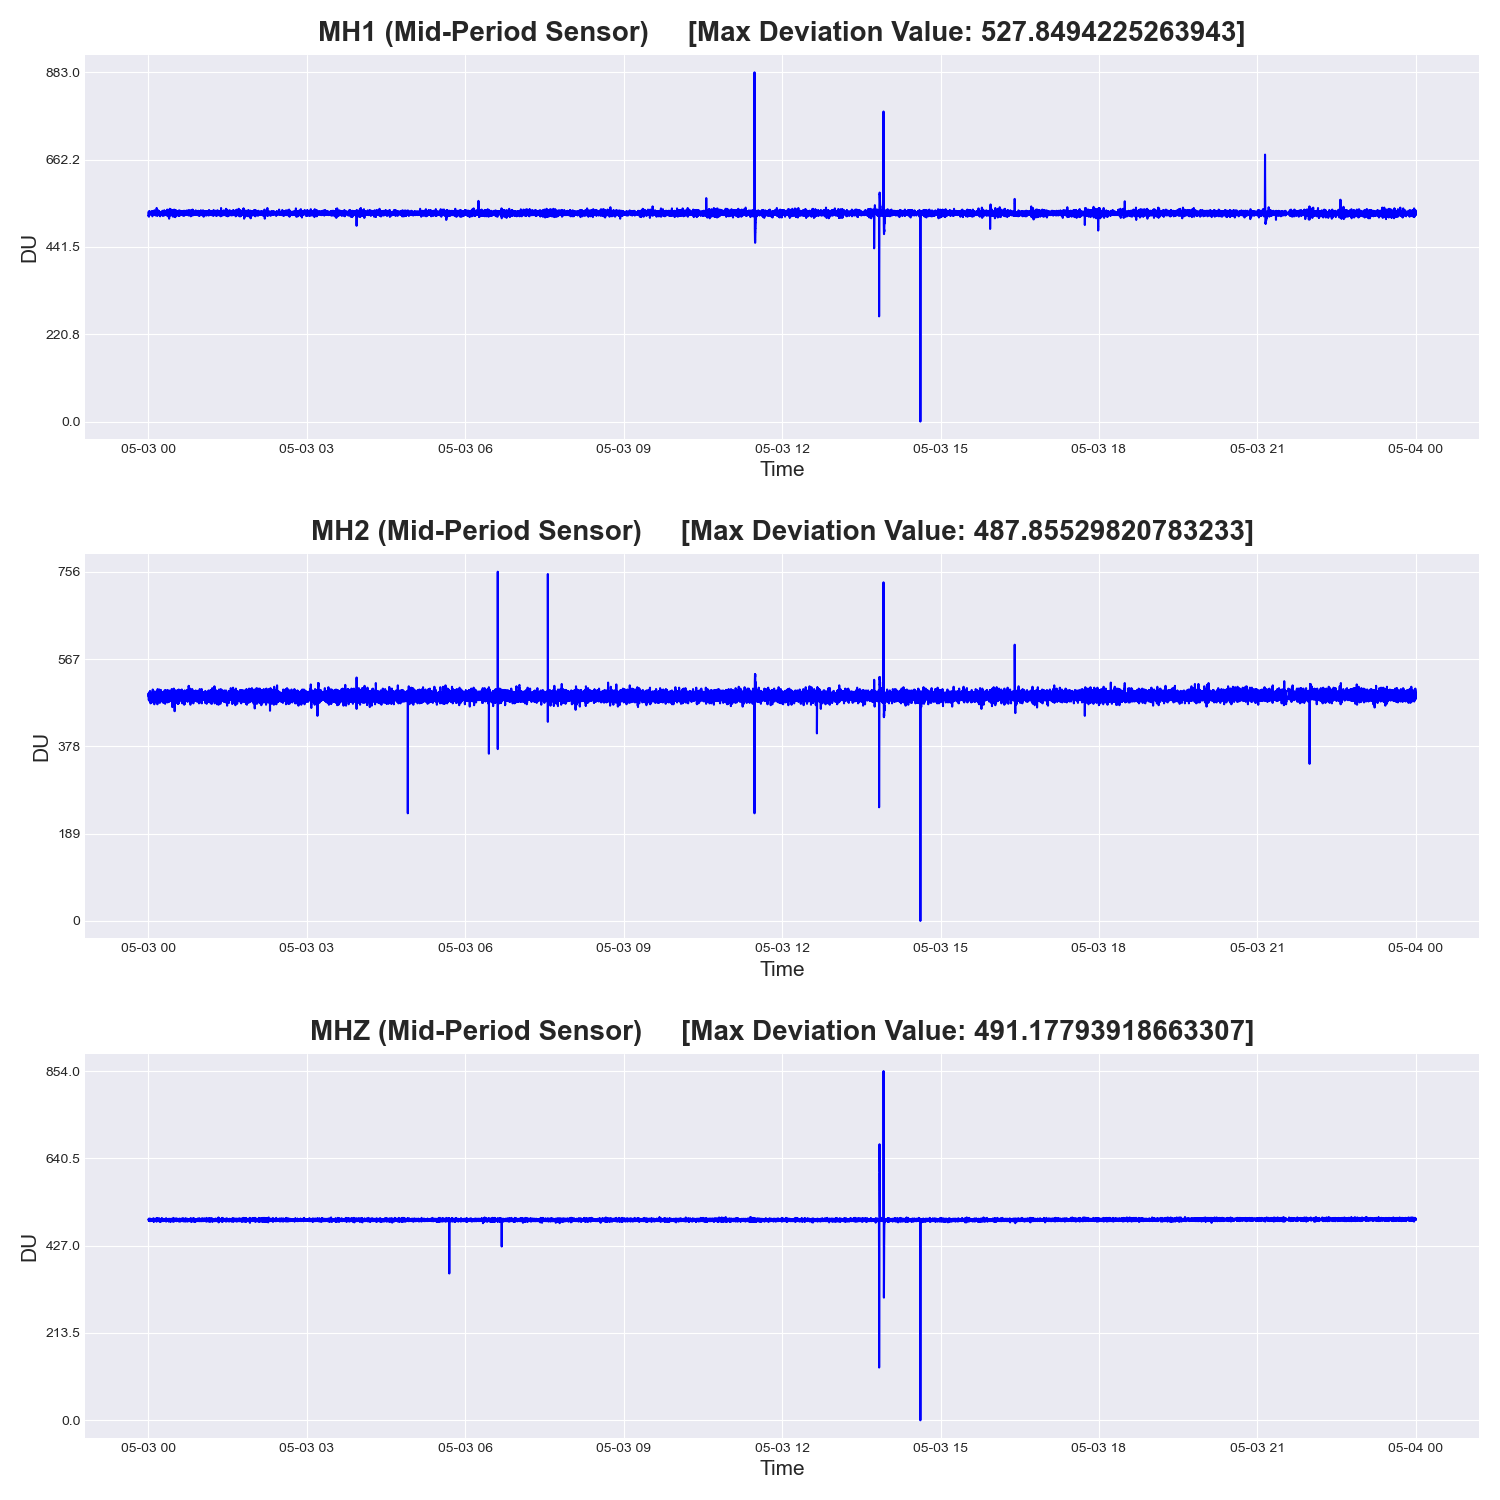 MH1 (Mid-Period Sensor) [Max Deviation Value: 527.8494225263943]
883.0
662.2
441.5
220.8
0.0
DU
05-03 00 05-03 03 05-03 06 05-03 09 05-03 12 05-03 15 05-03 18 05-03 21 05-04 00
Time
MH2 (Mid-Period Sensor) [Max Deviation Value: 487.85529820783233]
756
567
378
189
0
DU
05-03 00 05-03 03 05-03 06 05-03 09 05-03 12 05-03 15 05-03 18 05-03 21 05-04 00
Time
MHZ (Mid-Period Sensor) [Max Deviation Value: 491.17793918663307]
854.0
640.5
427.0
213.5
0.0
DU
05-03 00 05-03 03 05-03 06 05-03 09 05-03 12 05-03 15 05-03 18 05-03 21 05-04 00
Time